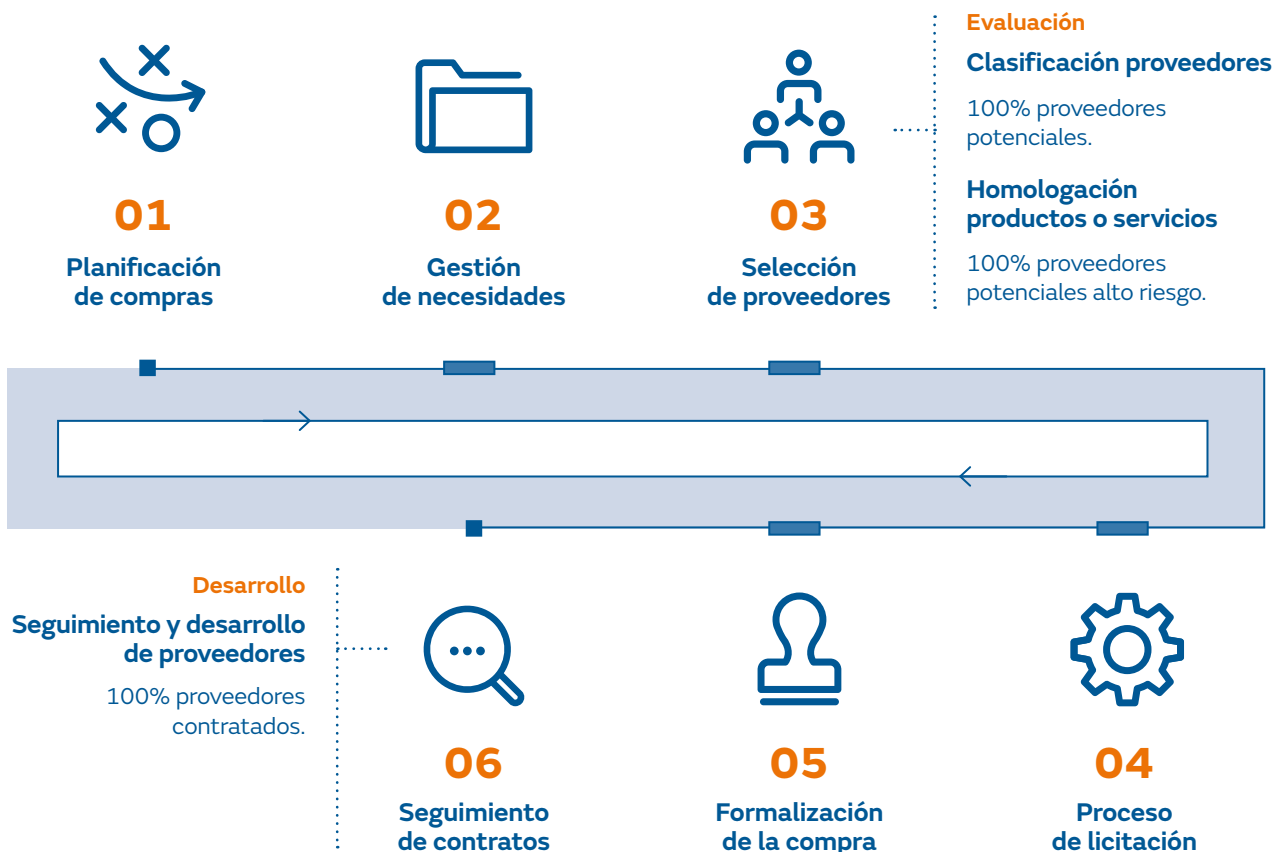 01
Planificación
de compras
02
Gestión
de necesidades
03
Selección
de proveedores
Evaluación
Clasificación proveedores
100% proveedores
potenciales.
Homologación
productos o servicios
100% proveedores
potenciales alto riesgo.
Desarrollo
Seguimiento y desarrollo
de proveedores
100% proveedores
contratados.
06
Seguimiento
de contratos
05
Formalización
de la compra
04
Proceso
de licitación